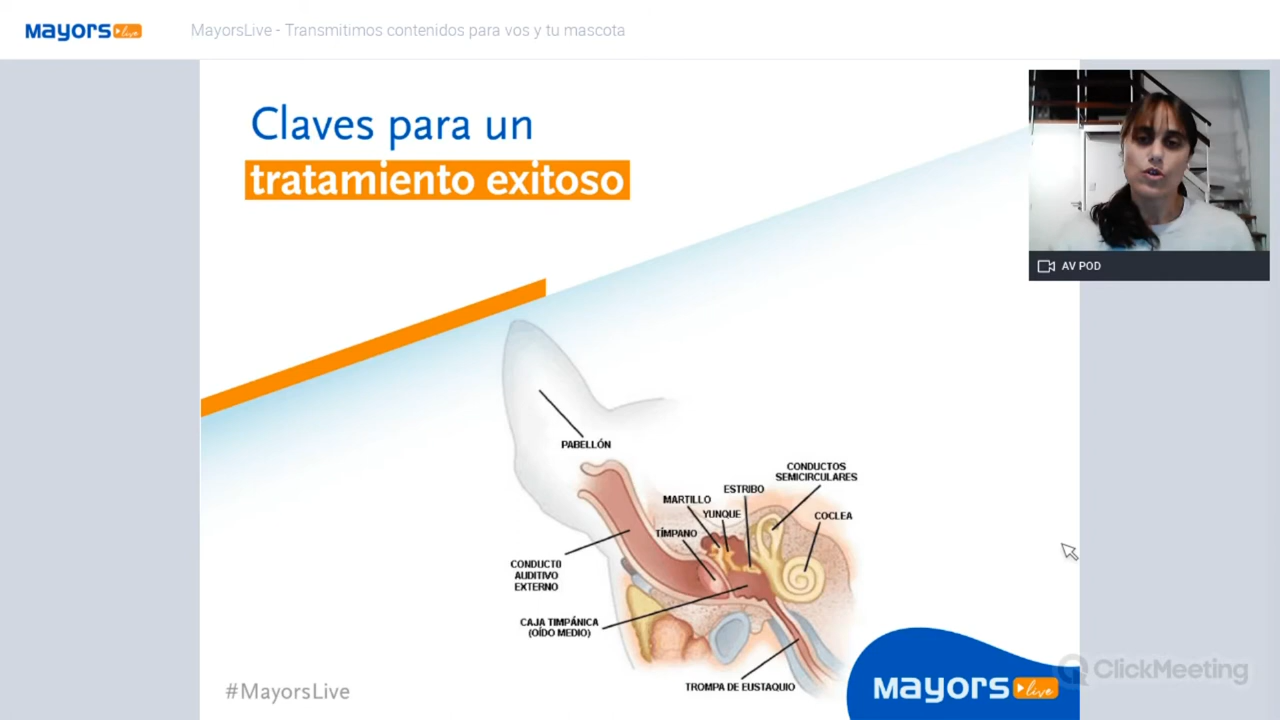 Mayors live
MayorsLive - Transmitimos contenidos para vos y tu mascota
Claves para un
tratamiento exitoso
AV POD
PABELLÓN
CONDUCTOS
SEMICIRCULARES
ESTRIBO
MARTILLO
YUNQUE
COCLEA
TÍMPANO
CONDUCTO
AUDITIVO
EXTERNO
CAJA TIMPÁNICA
(OÍDO MEDIO)
TROMPA DE EUSTAQUIO
#MayorsLive
Mayors live
ClickMeeting